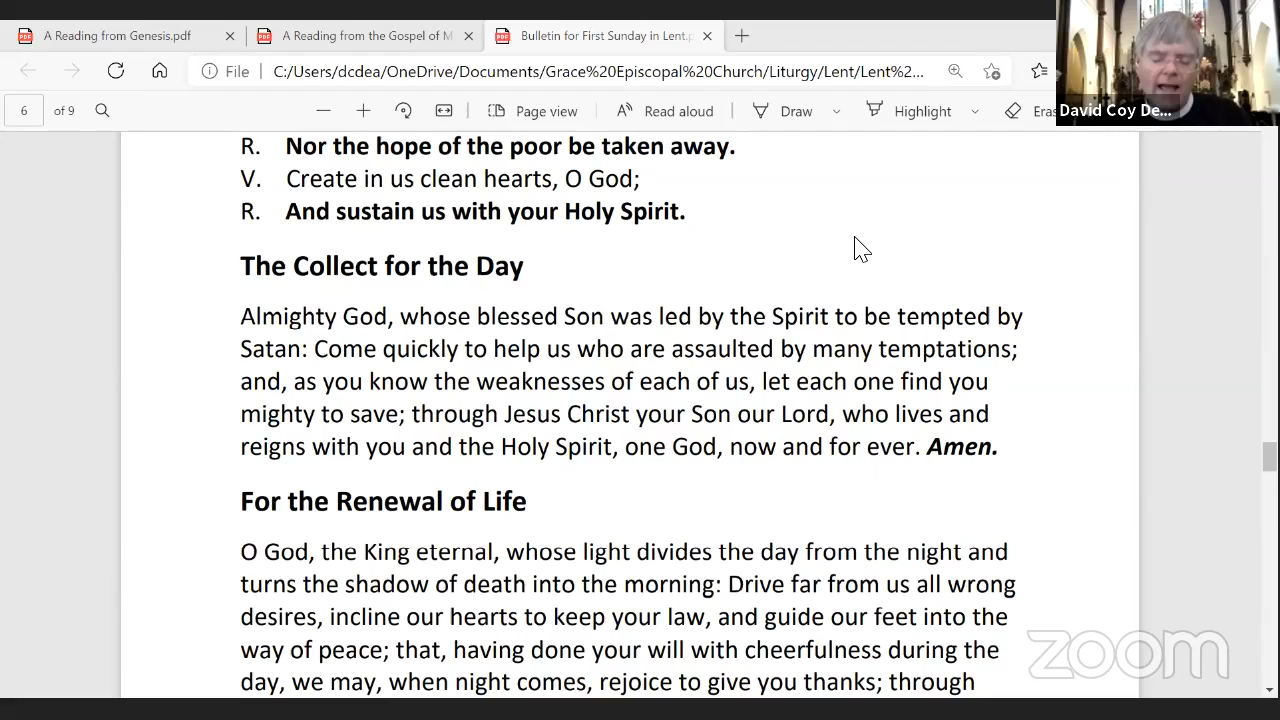 A Reading from Genesis.pdf
A Reading from the Gospel of M
Bulletin for First Sunday in Lent.p
File
C:/Users/dcdea/OneDrive/Documents/Grace%20Episcopal%20Church/Liturgy/Lent/Lent%2...
6 of 9
Page view
Read aloud
Draw
Highlight
Eras
David Coy De...
R. Nor the hope of the poor be taken away.
V. Create in us clean hearts, O God;
R. And sustain us with your Holy Spirit.
The Collect for the Day
Almighty God, whose blessed Son was led by the Spirit to be tempted by
Satan: Come quickly to help us who are assaulted by many temptations;
and, as you know the weaknesses of each of us, let each one find you
mighty to save; through Jesus Christ your Son our Lord, who lives and
reigns with you and the Holy Spirit, one God, now and for ever. Amen.
For the Renewal of Life
O God, the King eternal, whose light divides the day from the night and
turns the shadow of death into the morning: Drive far from us all wrong
desires, incline our hearts to keep your law, and guide our feet into the
way of peace; that, having done your will with cheerfulness during the
day, we may, when night comes, rejoice to give you thanks; through
zoom